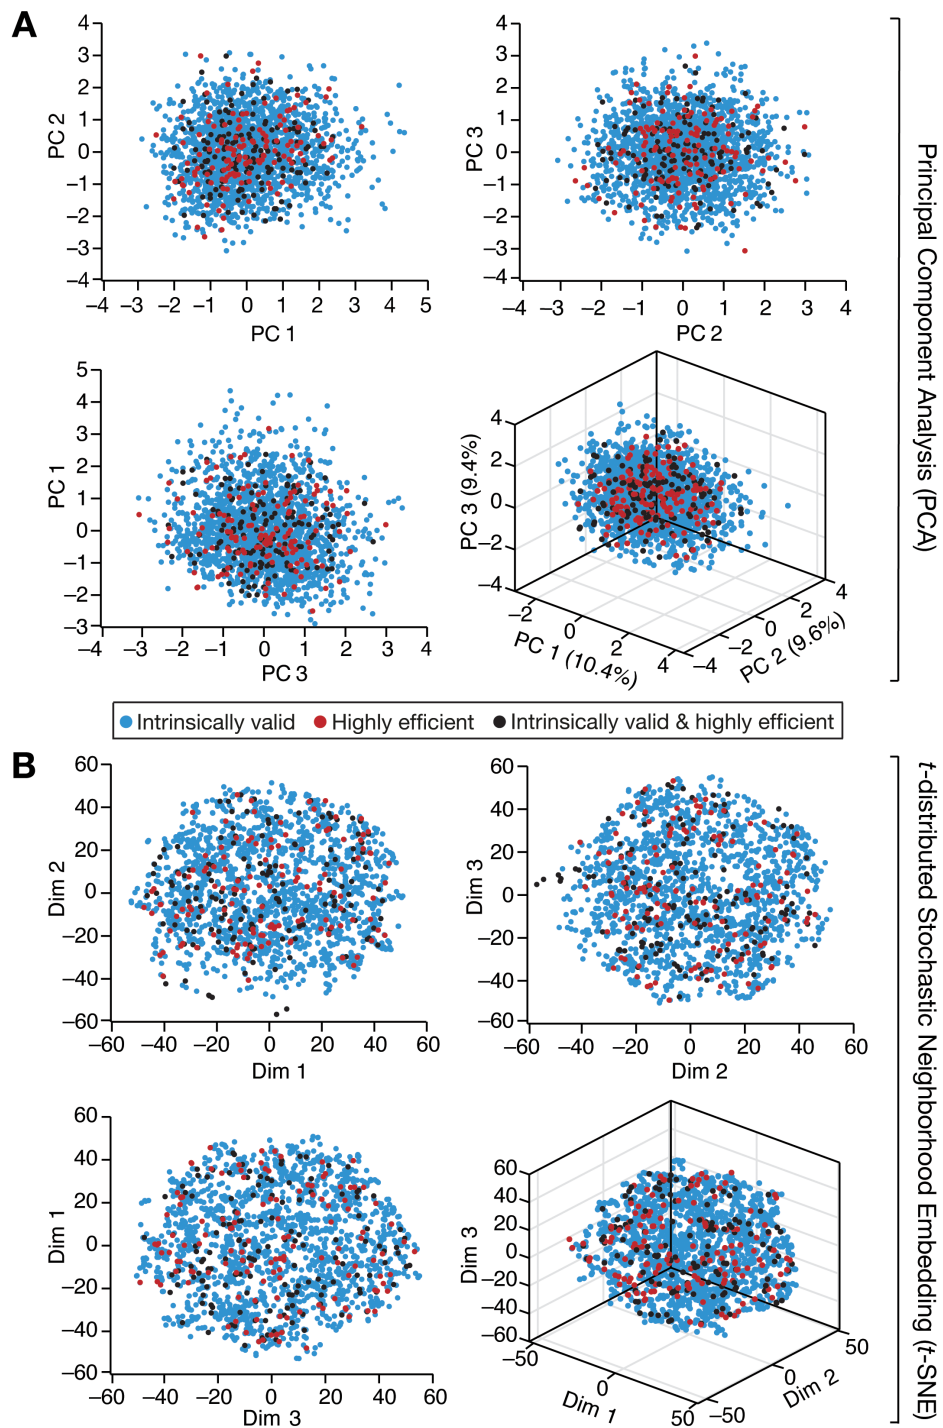 A
4
3
2
1
0
–1
–2
–3
–4
PC 2
–4 –3 –2 –1 0 1 2 3 4 5
PC 1
4
3
2
1
0
–1
–2
–3
–4
PC 3
–4 –3 –2 –1 0 1 2 3 4
PC 2
5
4
3
2
1
0
–1
–2
–3
PC 1
–4 –3 –2 –1 0 1 2 3 4
PC 3
4
2
0
–2
–4
PC 3 (9.4%)
–2 0 2 4
PC 1 (10.4%)
–4 –2 0 2 4
PC 2 (9.6%)
Principal Component Analysis (PCA)
Intrinsically valid Highly efficient Intrinsically valid & highly efficient
B
60
40
20
0
–20
–40
–60
Dim 2
–60 –40 –20 0 20 40 60
Dim 1
60
40
20
0
–20
–40
–60
Dim 3
–60 –40 –20 0 20 40 60
Dim 2
60
40
20
0
–20
–40
–60
Dim 1
–60 –40 –20 0 20 40 60
Dim 3
60
40
20
0
–20
–40
–60
Dim 3
–50 0 50
Dim 1
–50 0 50
Dim 2
t-distributed Stochastic Neighborhood Embedding (t-SNE)